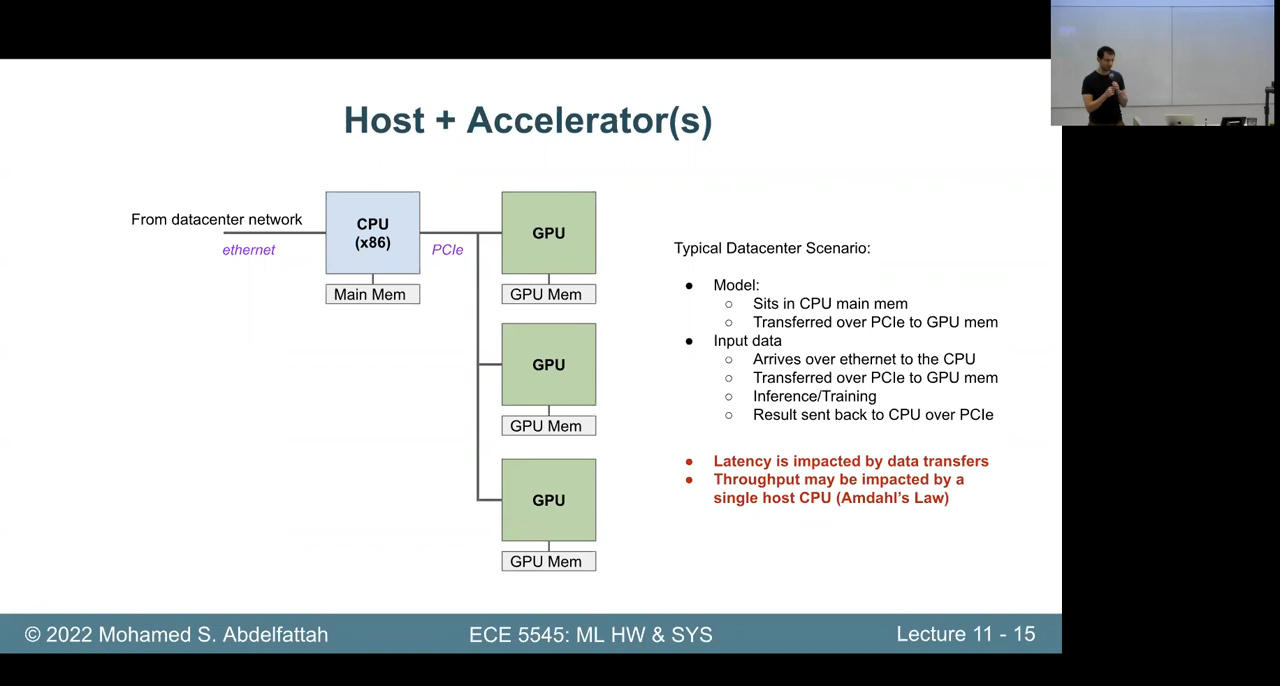 Host + Accelerator(s)
From datacenter network
ethernet
CPU
(x86)
Main Mem
PCIe
GPU
GPU Mem
GPU
GPU Mem
GPU
GPU Mem
Typical Datacenter Scenario:
● Model:
○ Sits in CPU main mem
○ Transferred over PCIe to GPU mem
● Input data
○ Arrives over ethernet to the CPU
○ Transferred over PCIe to GPU mem
○ Inference/Training
○ Result sent back to CPU over PCIe
● Latency is impacted by data transfers
● Throughput may be impacted by a
single host CPU (Amdahl's Law)
© 2022 Mohamed S. Abdelfattah
ECE 5545: ML HW & SYS
Lecture 11 - 15